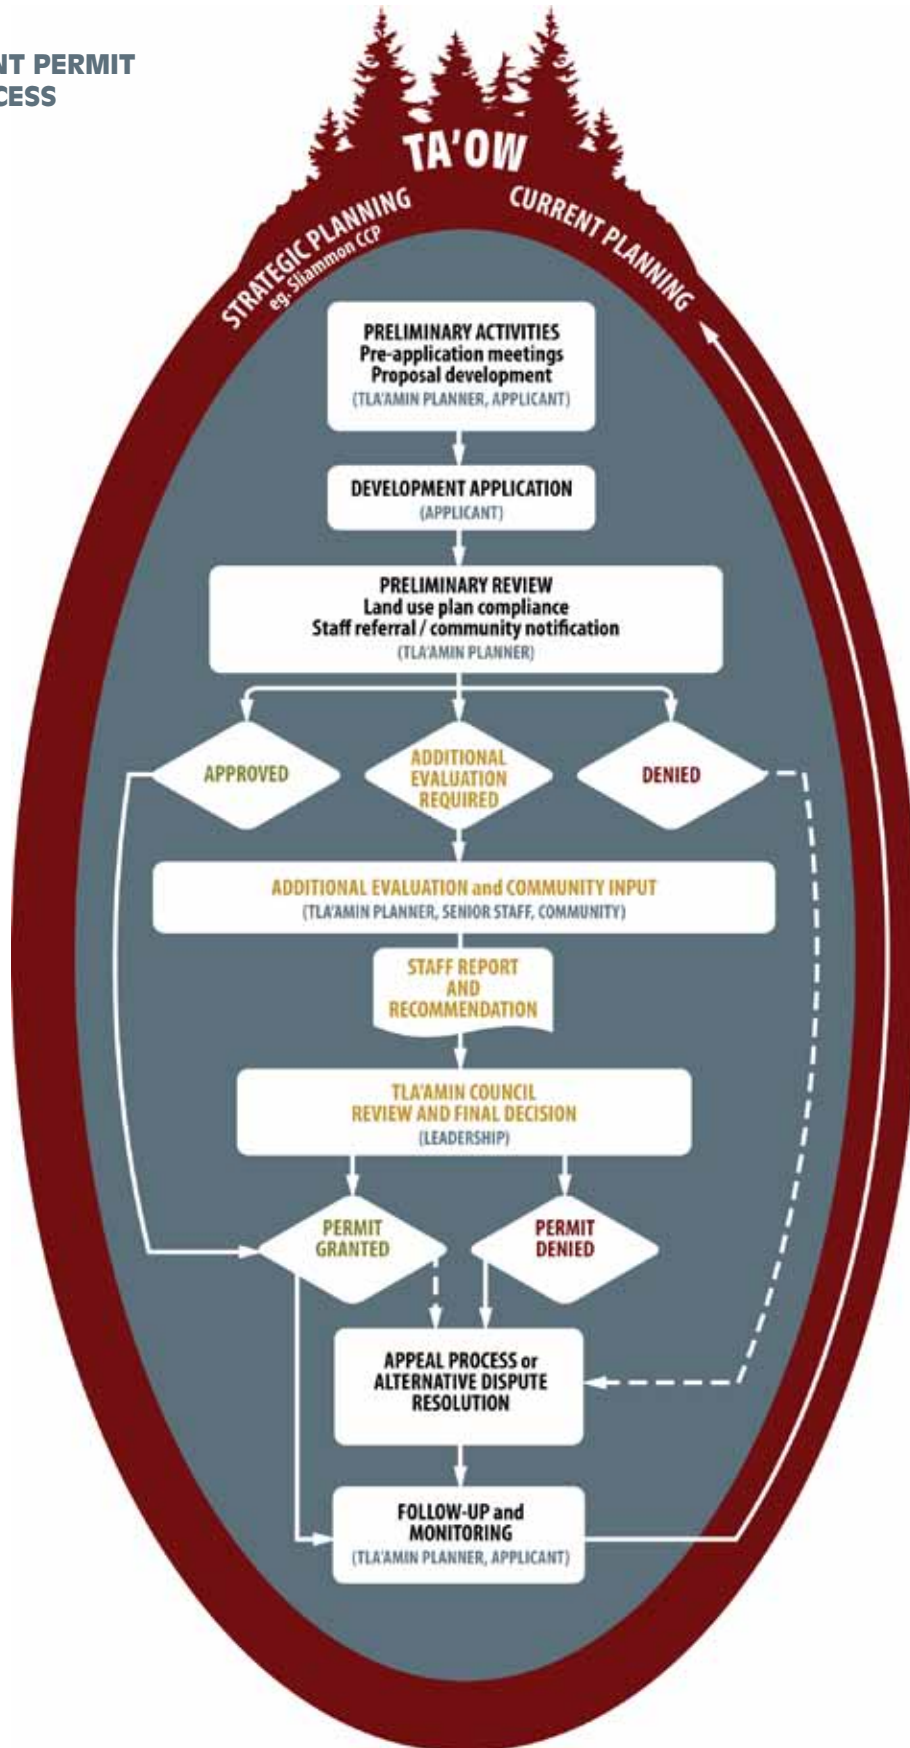 NT PERMIT
CESS
TA'OW
STRATEGIC PLANNING
eg. Sliammon CCP
CURRENT PLANNING
PRELIMINARY ACTIVITIES
Pre-application meetings
Proposal development
(TLA'AMIN PLANNER, APPLICANT)
DEVELOPMENT APPLICATION
(APPLICANT)
PRELIMINARY REVIEW
Land use plan compliance
Staff referral / community notification
(TLA'AMIN PLANNER)
APPROVED
ADDITIONAL
EVALUATION
REQUIRED
DENIED
ADDITIONAL EVALUATION and COMMUNITY INPUT
(TLA'AMIN PLANNER, SENIOR STAFF, COMMUNITY)
STAFF REPORT
AND
RECOMMENDATION
TLA'AMIN COUNCIL
REVIEW AND FINAL DECISION
(LEADERSHIP)
PERMIT
GRANTED
PERMIT
DENIED
APPEAL PROCESS or
ALTERNATIVE DISPUTE
RESOLUTION
FOLLOW-UP and
MONITORING
(TLA'AMIN PLANNER, APPLICANT)